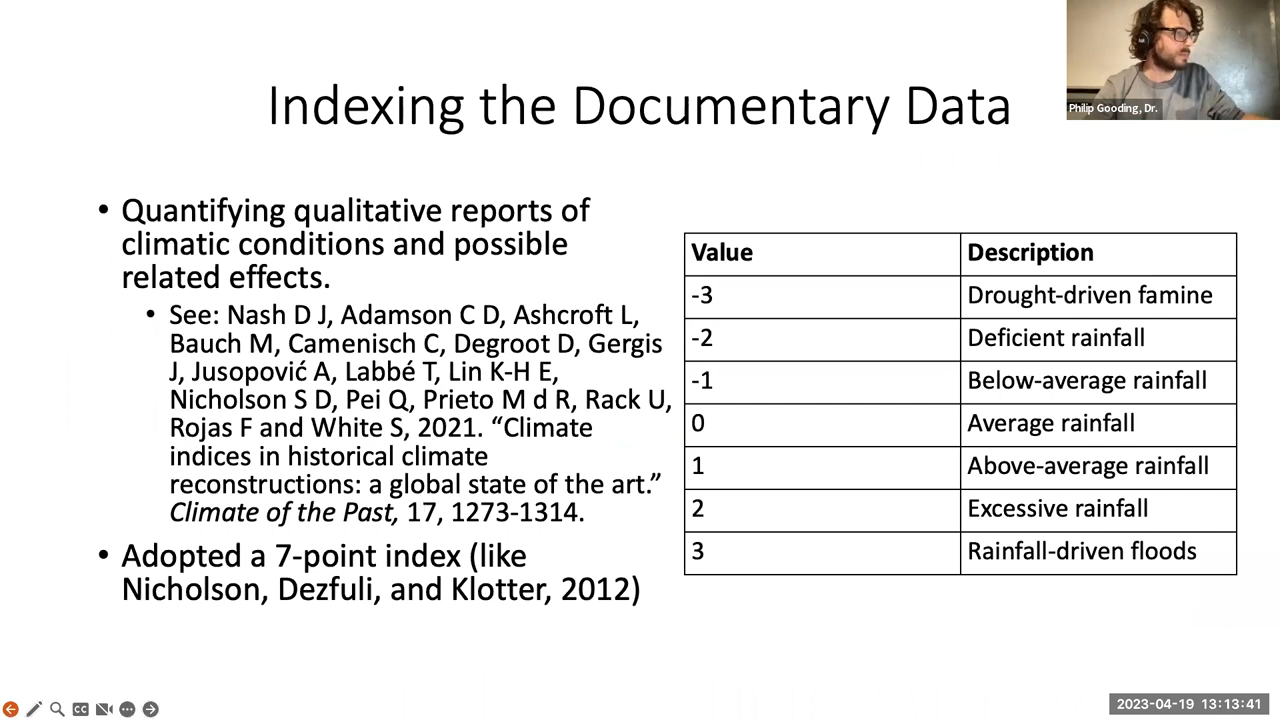 Philip Gooding, Dr.
Indexing the Documentary Data
• Quantifying qualitative reports of
climatic conditions and possible
related effects.
• See: Nash D J, Adamson C D, Ashcroft L,
Bauch M, Camenisch C, Degroot D, Gergis
J, Jusopović A, Labbé T, Lin K-H E,
Nicholson S D, Pei Q, Prieto M d R, Rack U,
Rojas F and White S, 2021. “Climate
indices in historical climate
reconstructions: a global state of the art.”
Climate of the Past, 17, 1273-1314.
• Adopted a 7-point index (like
Nicholson, Dezfuli, and Klotter, 2012)
Value Description
-3 Drought-driven famine
-2 Deficient rainfall
-1 Below-average rainfall
0 Average rainfall
1 Above-average rainfall
2 Excessive rainfall
3 Rainfall-driven floods
CC
2023-04-19 13:13:41